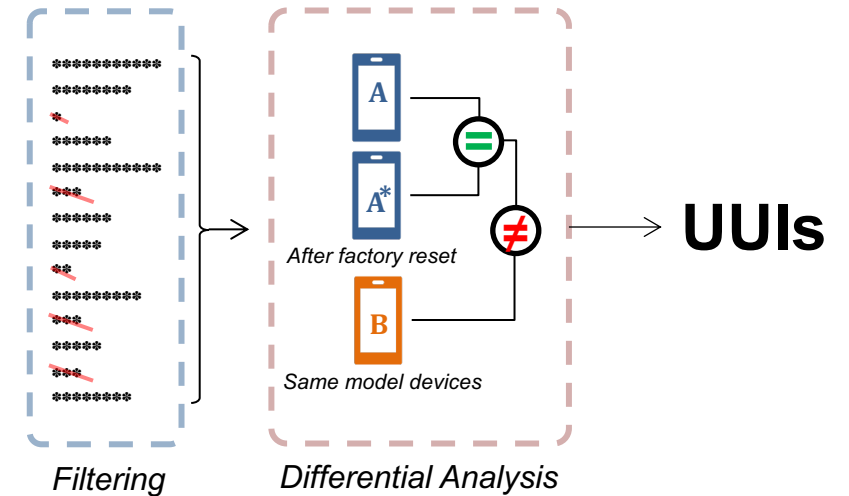 ✽✽✽✽✽✽✽✽✽✽✽
✽✽✽✽✽✽✽✽
✽
✽✽✽✽✽✽
✽✽✽✽✽✽✽✽✽✽✽
✽✽✽
✽✽✽✽✽✽
✽✽✽✽✽
✽✽
✽✽✽✽✽✽✽✽✽
✽✽✽
✽✽✽✽✽
✽✽✽
✽✽✽✽✽✽✽✽
Filtering
A
=
A*
After factory reset
≠
B
Same model devices
Differential Analysis
UUIs